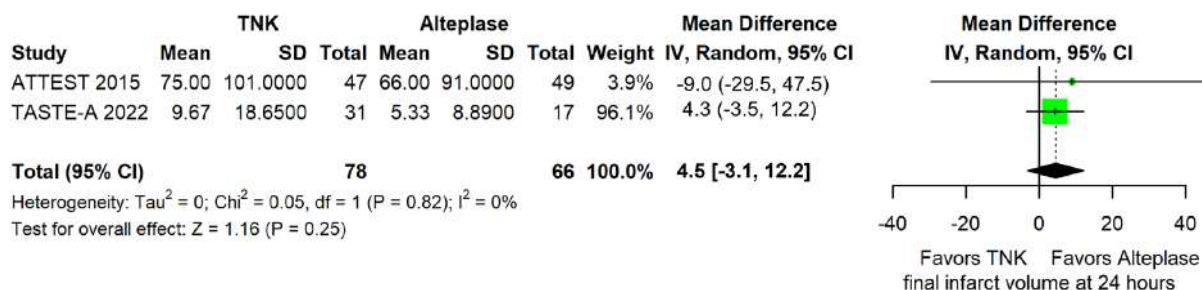 TNK Alteplase Mean Difference Mean Difference
Study Mean SD Total Mean SD Total Weight IV, Random, 95% CI IV, Random, 95% CI
ATTEST 2015 75.00 101.0000 47 66.00 91.0000 49 3.9% -9.0 (-29.5, 47.5)
TASTE-A 2022 9.67 18.6500 31 5.33 8.8900 17 96.1% 4.3 (-3.5, 12.2)
Total (95% CI) 78 66 100.0% 4.5 [-3.1, 12.2]
Heterogeneity: Tau² = 0; Chi² = 0.05, df = 1 (P = 0.82); I² = 0%
Test for overall effect: Z = 1.16 (P = 0.25)
-40 -20 0 20 40
Favors TNK Favors Alteplase
final infarct volume at 24 hours